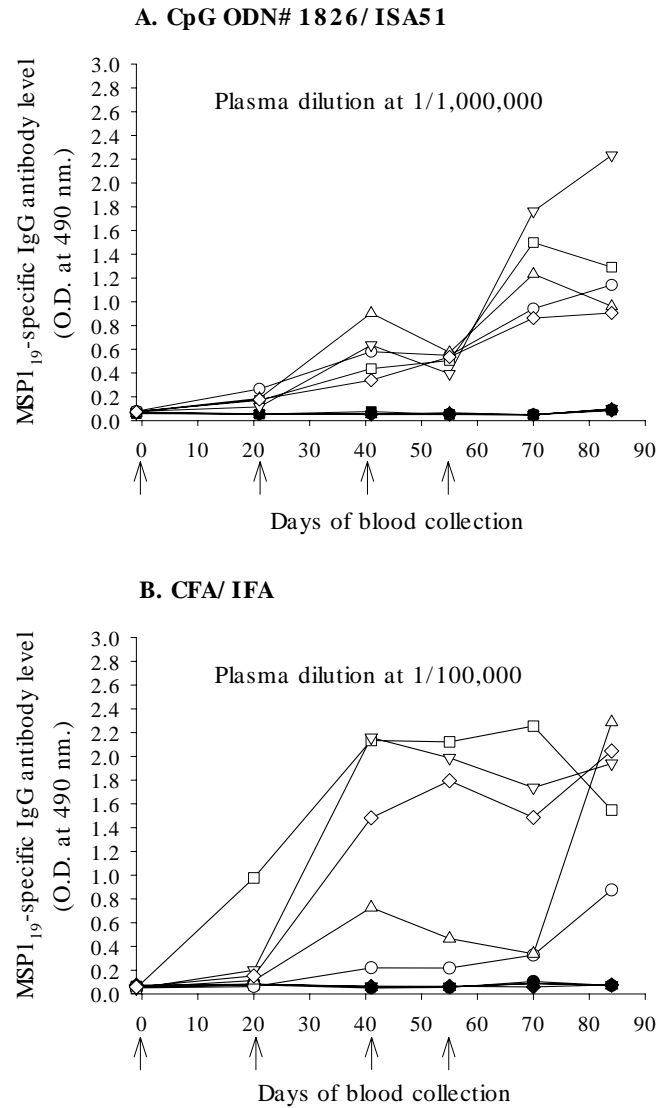 A. CpG ODN# 1826/ ISA51
Plasma dilution at 1/1,000,000
MSP1₁₉-specific IgG antibody level
(O.D. at 490 nm.)
3.0
2.8
2.6
2.4
2.2
2.0
1.8
1.6
1.4
1.2
1.0
0.8
0.6
0.4
0.2
0.0
0 10 20 30 40 50 60 70 80 90
Days of blood collection
B. CFA/ IFA
Plasma dilution at 1/100,000
MSP1₁₉-specific IgG antibody level
(O.D. at 490 nm.)
3.0
2.8
2.6
2.4
2.2
2.0
1.8
1.6
1.4
1.2
1.0
0.8
0.6
0.4
0.2
0.0
0 10 20 30 40 50 60 70 80 90
Days of blood collection